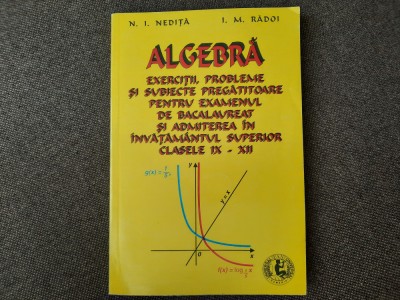 N. I. NEDIȚĂ I. M. RĂDOI
ALGEBRĂ
EXERCIȚII, PROBLEME
ȘI SUBIECTE PREGĂTITOARE
PENTRU EXAMENUL
DE BACALAUREAT
ȘI ADMITEREA ÎN
ÎNVĂȚĂMÂNTUL SUPERIOR
CLASELE IX - XII
y
y=x
0
x